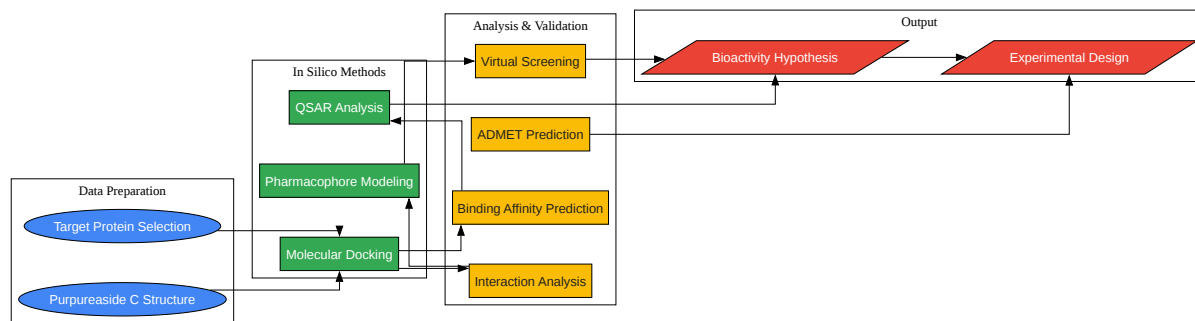 Data Preparation
Target Protein Selection
Purpureaside C Structure
In Silico Methods
QSAR Analysis
Pharmacophore Modeling
Molecular Docking
Analysis & Validation
Virtual Screening
ADMET Prediction
Binding Affinity Prediction
Interaction Analysis
Output
Bioactivity Hypothesis
Experimental Design